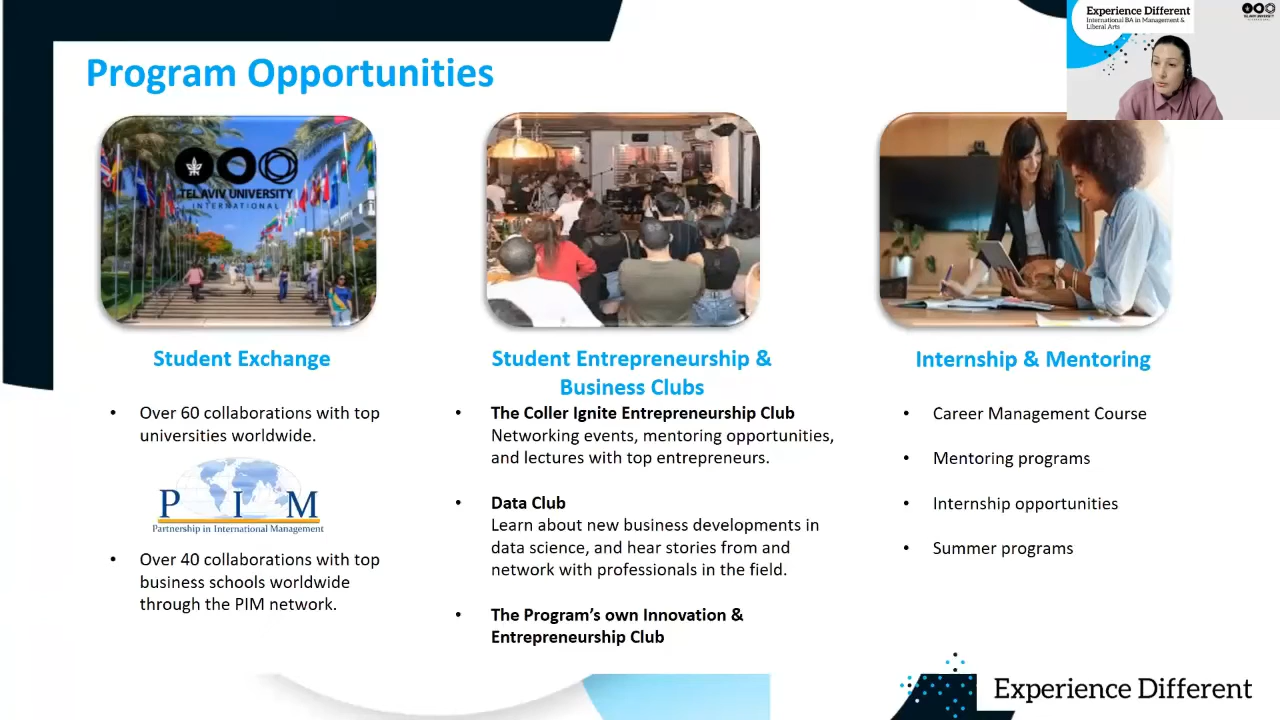 Program Opportunities
Experience Different
International BA in Management &
Liberal Arts
TEL AVIV UNIVERSITY
INTERNATIONAL
Student Exchange
• Over 60 collaborations with top
universities worldwide.
P I M
Partnership in International Management
• Over 40 collaborations with top
business schools worldwide
through the PIM network.
Student Entrepreneurship &
Business Clubs
• The Coller Ignite Entrepreneurship Club
Networking events, mentoring opportunities,
and lectures with top entrepreneurs.
• Data Club
Learn about new business developments in
data science, and hear stories from and
network with professionals in the field.
• The Program’s own Innovation &
Entrepreneurship Club
Internship & Mentoring
• Career Management Course
• Mentoring programs
• Internship opportunities
• Summer programs
Experience Different